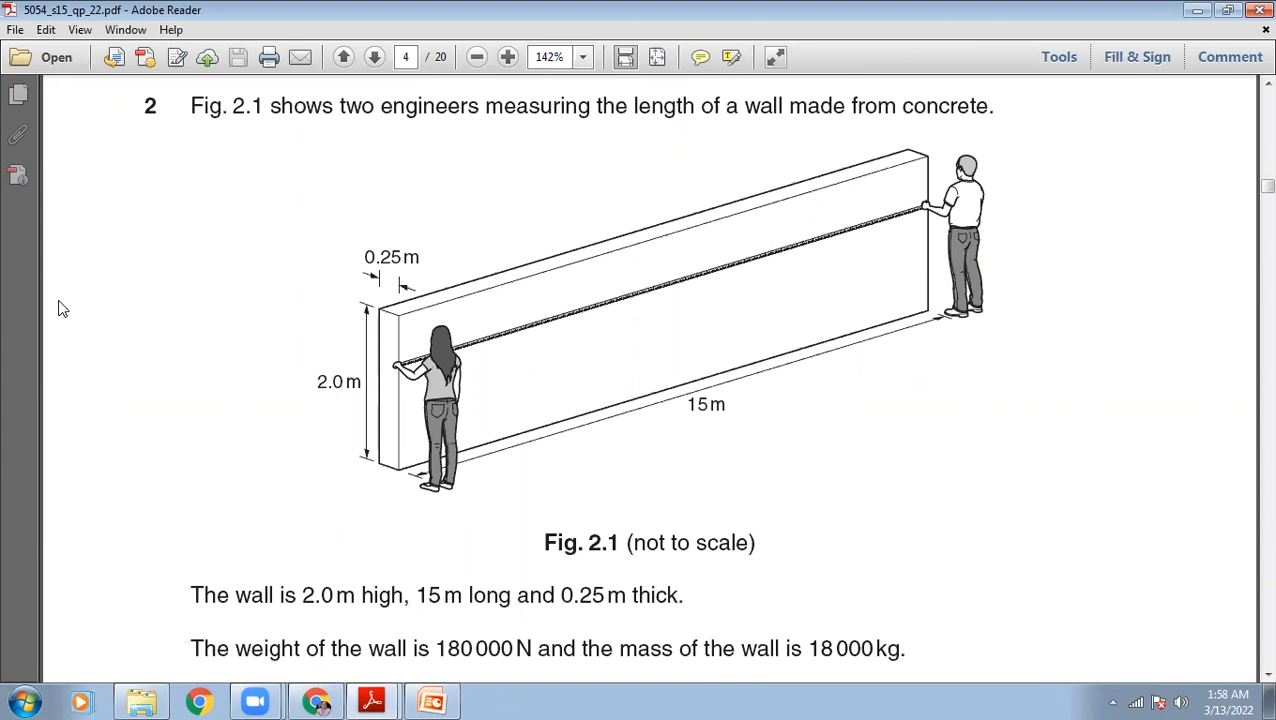 5054_s15_qp_22.pdf - Adobe Reader
File Edit View Window Help
Open 4 / 20 142% Tools Fill & Sign Comment
2 Fig. 2.1 shows two engineers measuring the length of a wall made from concrete.
0.25 m
2.0 m
15 m
Fig. 2.1 (not to scale)
The wall is 2.0 m high, 15 m long and 0.25 m thick.
The weight of the wall is 180 000 N and the mass of the wall is 18 000 kg.
1:58 AM
3/13/2022